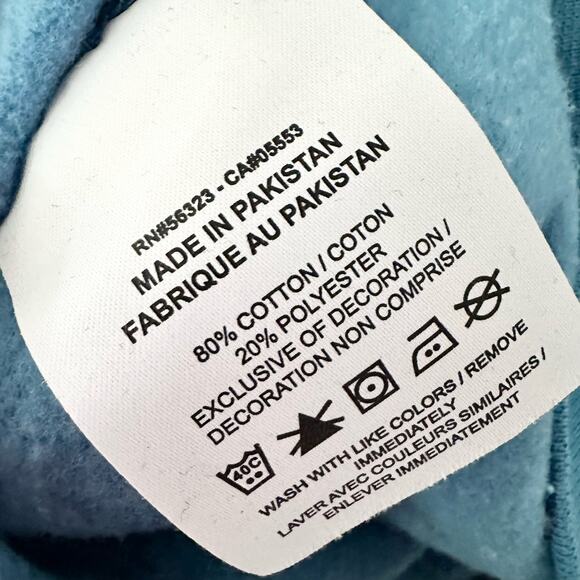 RN#56323 - CA#05553
MADE IN PAKISTAN
FABRIQUE AU PAKISTAN
80% COTTON / COTON
20% POLYESTER
EXCLUSIVE OF DECORATION /
DECORATION NON COMPRISE
40C
WASH WITH LIKE COLORS / REMOVE
IMMEDIATELY
LAVER AVEC COULEURS SIMILAIRES /
ENLEVER IMMEDIATEMENT